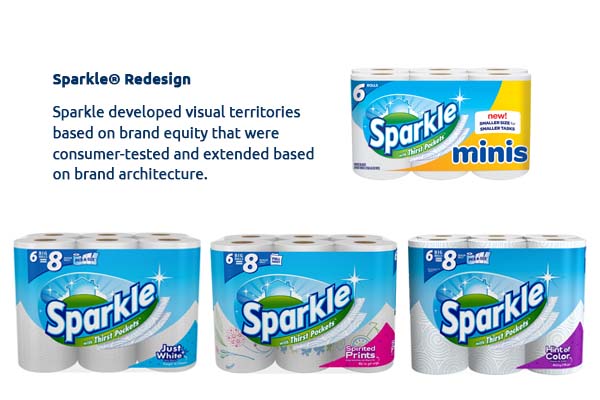 Sparkle® Redesign
Sparkle developed visual territories
based on brand equity that were
consumer-tested and extended based
on brand architecture.
6 ROLLS
Sparkle
with Thirst Pockets
new!
SMALLER SIZE for
SMALLER TASKS
minis
6 BIG 8
Sparkle
with Thirst Pockets
Just
White
6 BIG 8
Sparkle
with Thirst Pockets
Spirited
Prints
6 BIG 8
Sparkle
with Thirst Pockets
Hint of
Color